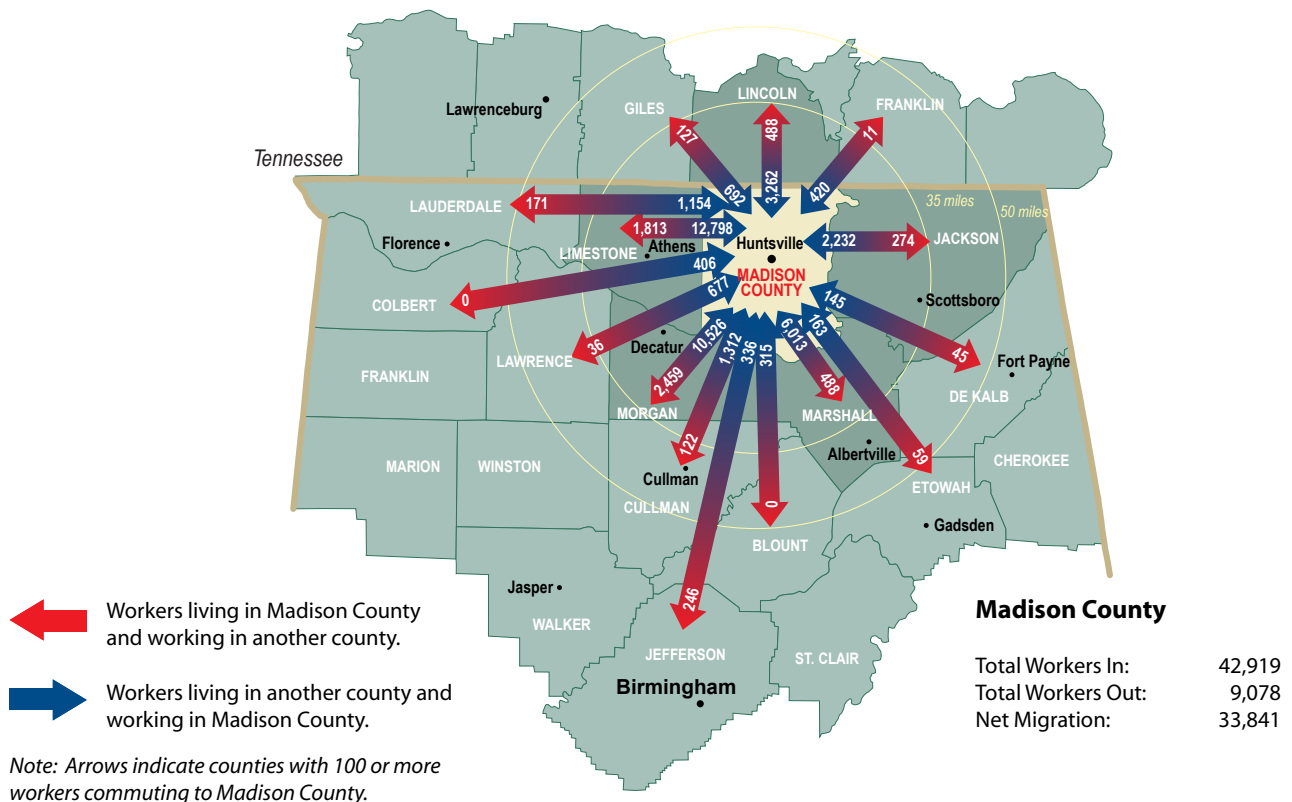 LINCOLN
GILES
FRANKLIN
Lawrenceburg
127
488
11
Tennessee
692
3,262
420
35 miles
50 miles
LAUDERDALE
171
1,154
1,813
12,798
Florence
LIMESTONE
Athens
Huntsville
2,232
274
JACKSON
406
MADISON
COUNTY
COLBERT
0
677
145
Scottsboro
36
Decatur
10,526
1,312
336
315
6,013
163
45
Fort Payne
LAWRENCE
FRANKLIN
2,459
488
DE KALB
MORGAN
MARSHALL
122
Albertville
59
CHEROKEE
MARION
WINSTON
Cullman
CULLMAN
0
ETOWAH
Gadsden
BLOUNT
Jasper
246
WALKER
JEFFERSON
ST. CLAIR
Birmingham
Workers living in Madison County
and working in another county.
Workers living in another county and
working in Madison County.
Note: Arrows indicate counties with 100 or more
workers commuting to Madison County.
Madison County
Total Workers In: 42,919
Total Workers Out: 9,078
Net Migration: 33,841